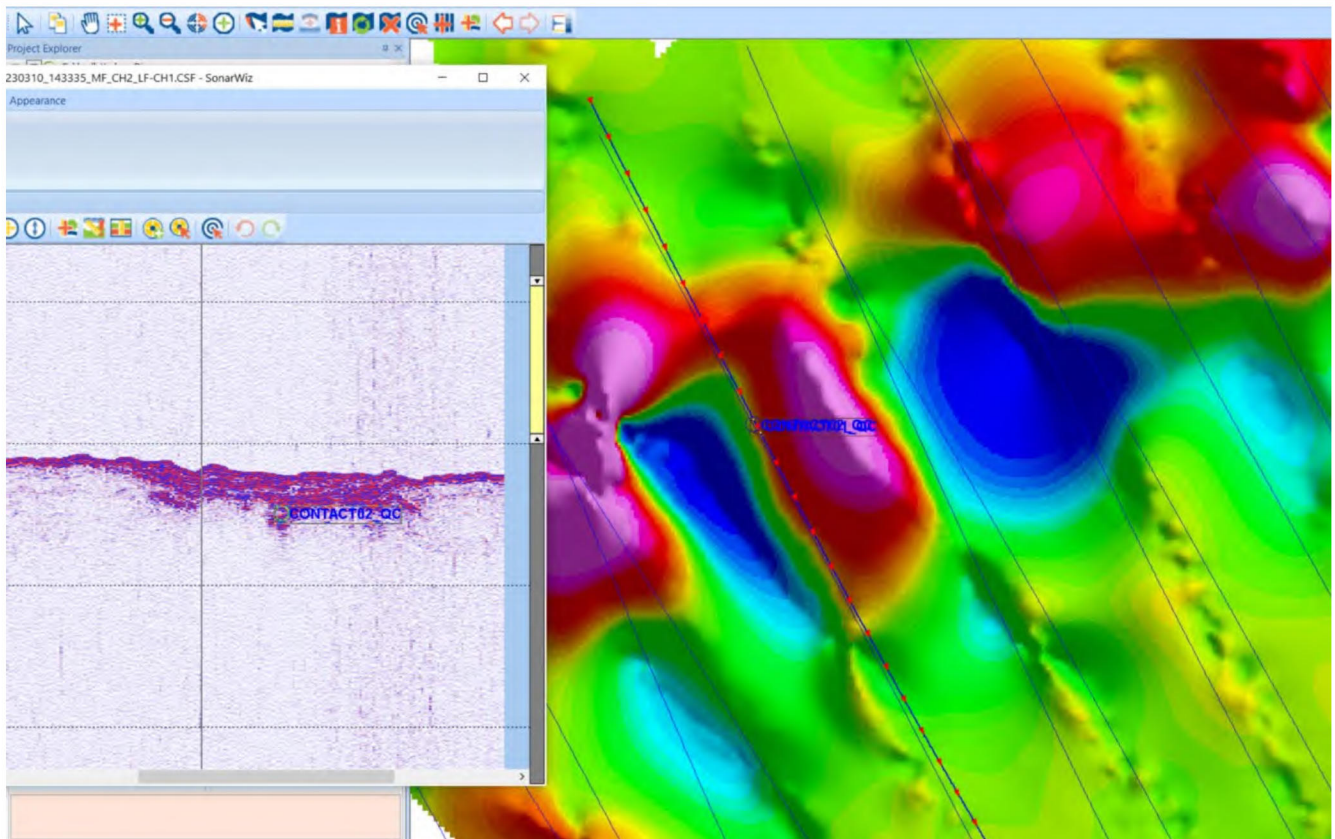 Project Explorer
230310_143335_MF_CH2_LF-CH1.CSF - SonarWiz
Appearance
CONTACT02_QC